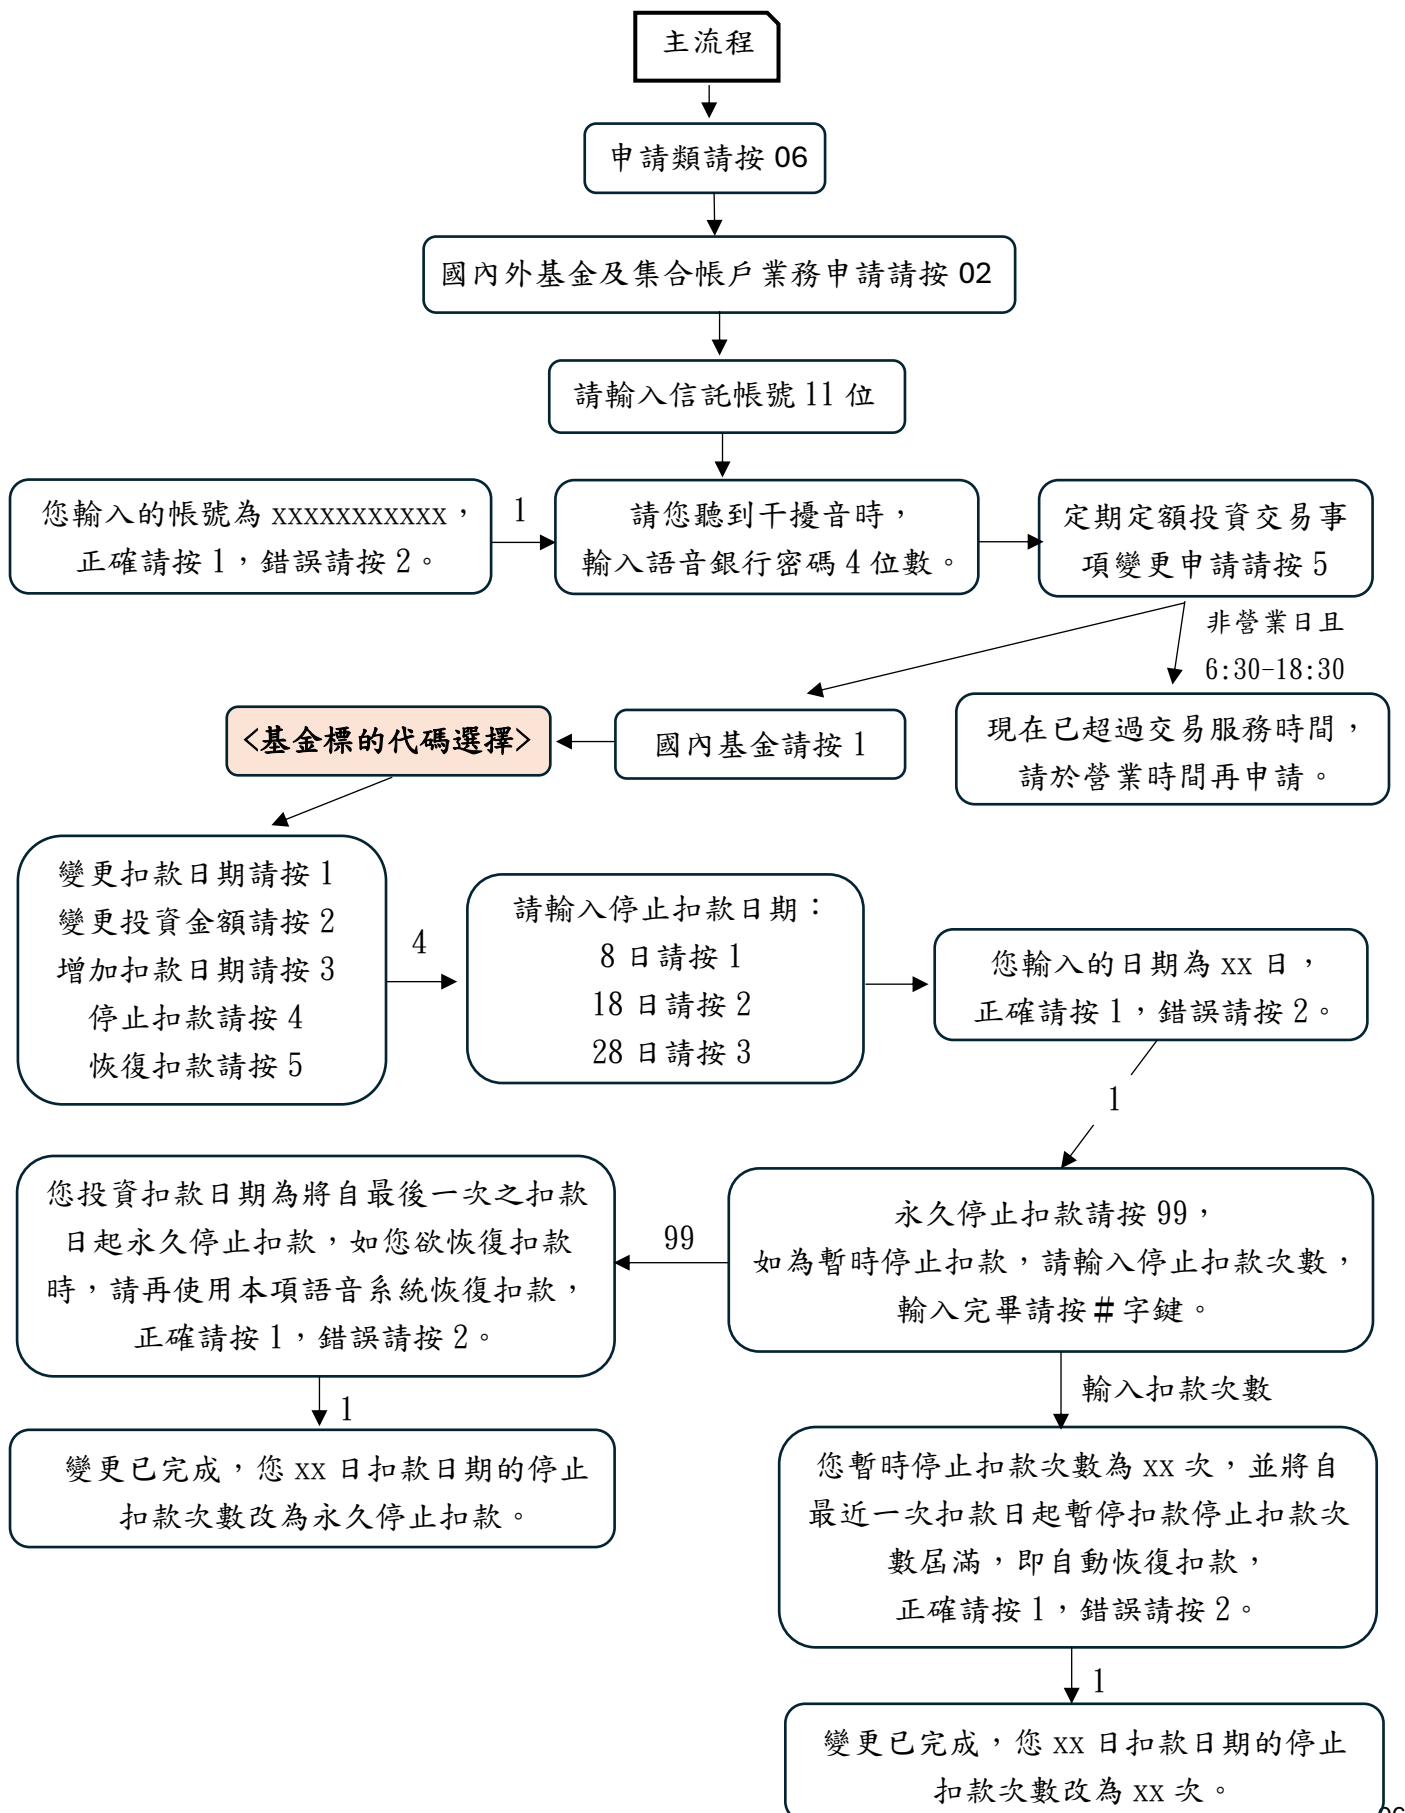 主流程
申請類請按 06
國內外基金及集合帳戶業務申請請按 02
請輸入信託帳號 11 位
您輸入的帳號為 xxxxxxxxxxx，
正確請按 1，錯誤請按 2。
1
請您聽到干擾音時，
輸入語音銀行密碼 4 位數。
定期定額投資交易事
項變更申請請按 5
非營業日且
6:30-18:30
現在已超過交易服務時間，
請於營業時間再申請。
國內基金請按 1
<基金標的代碼選擇>
變更扣款日期請按 1
變更投資金額請按 2
增加扣款日期請按 3
停止扣款請按 4
恢復扣款請按 5
4
請輸入停止扣款日期：
8 日請按 1
18 日請按 2
28 日請按 3
您輸入的日期為 xx 日，
正確請按 1，錯誤請按 2。
1
永久停止扣款請按 99，
如為暫時停止扣款，請輸入停止扣款次數，
輸入完畢請按＃字鍵。
99
您投資扣款日期為將自最後一次之扣款
日起永久停止扣款，如您欲恢復扣款
時，請再使用本項語音系統恢復扣款，
正確請按 1，錯誤請按 2。
1
變更已完成，您 xx 日扣款日期的停止
扣款次數改為永久停止扣款。
輸入扣款次數
您暫時停止扣款次數為 xx 次，並將自
最近一次扣款日起暫停扣款停止扣款次
數屆滿，即自動恢復扣款，
正確請按 1，錯誤請按 2。
1
變更已完成，您 xx 日扣款日期的停止
扣款次數改為 xx 次。